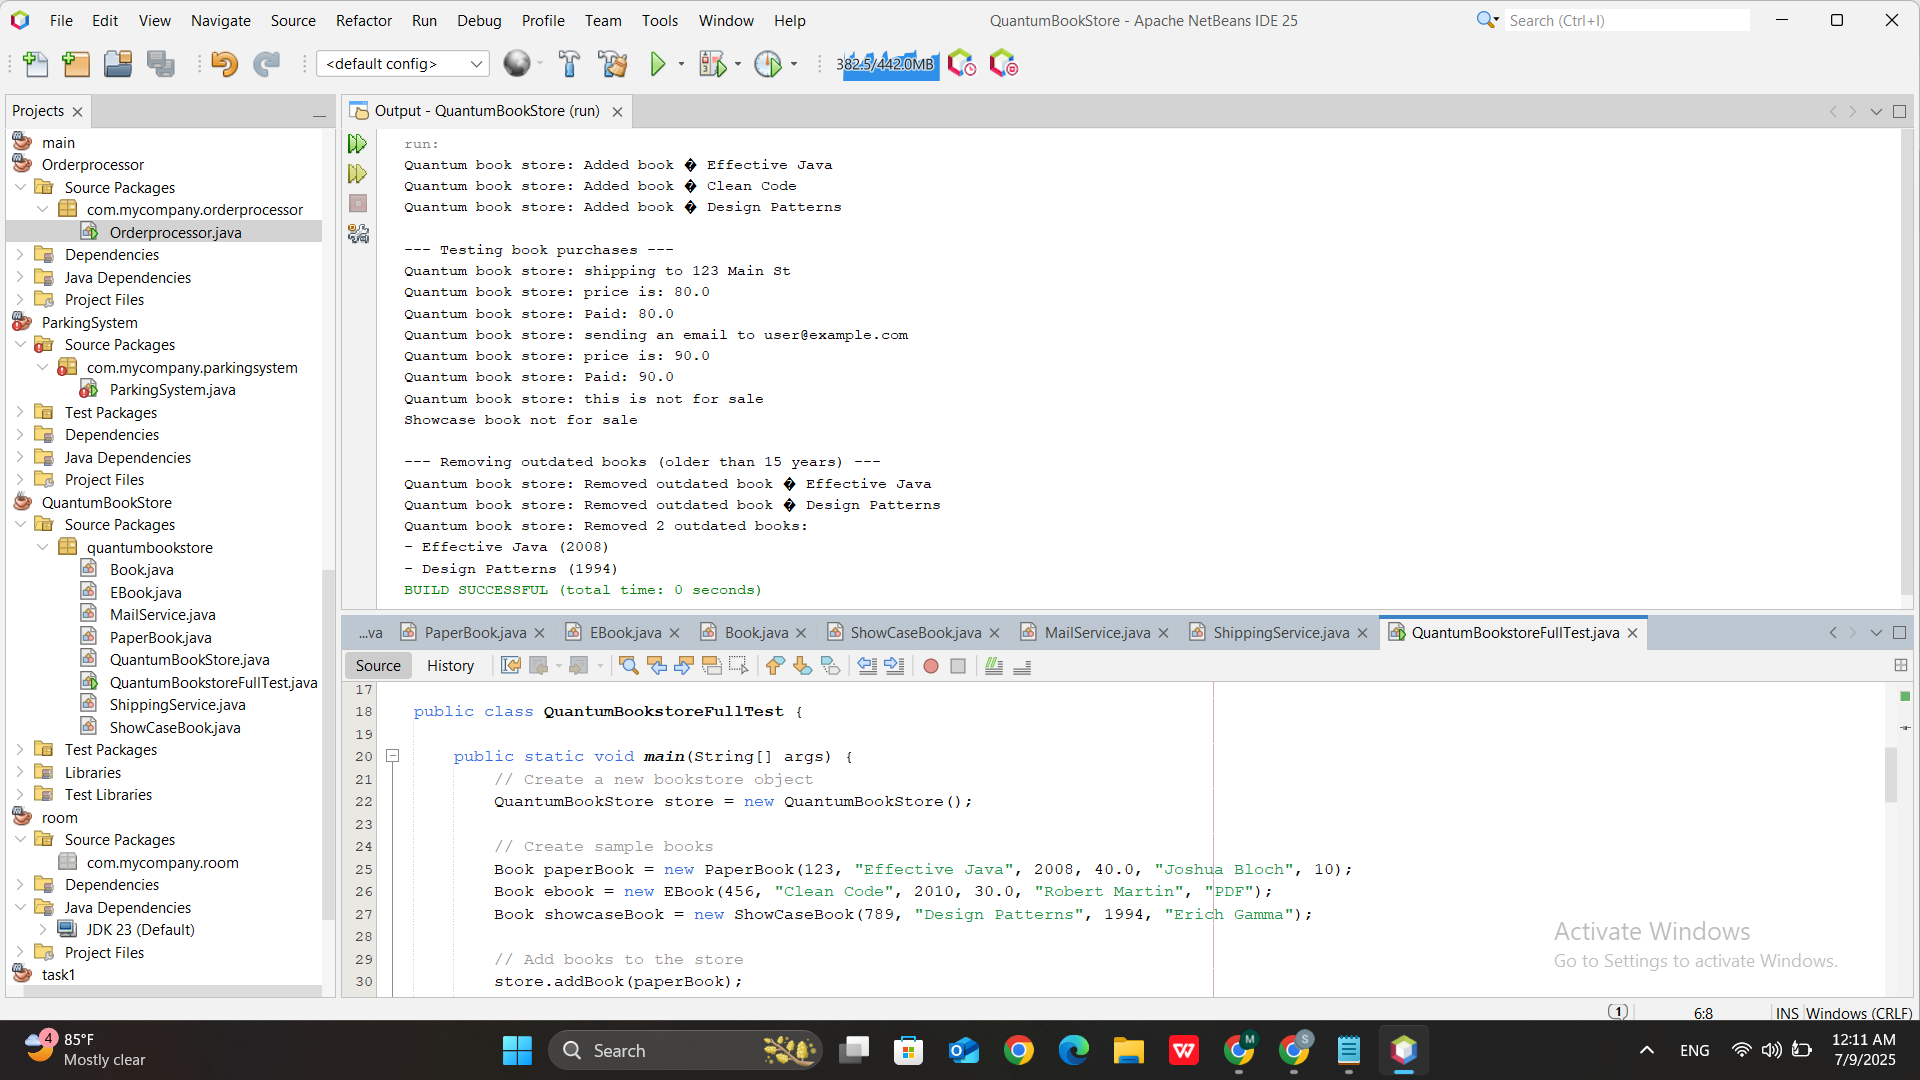 File Edit View Navigate Source Refactor Run Debug Profile Team Tools Window Help
QuantumBookStore - Apache NetBeans IDE 25
Search (Ctrl+I)
<default config>
382.5/442.0MB
Projects
main
Orderprocessor
Source Packages
com.mycompany.orderprocessor
Orderprocessor.java
Dependencies
Java Dependencies
Project Files
ParkingSystem
Source Packages
com.mycompany.parkingsystem
ParkingSystem.java
Test Packages
Dependencies
Java Dependencies
Project Files
QuantumBookStore
Source Packages
quantumbookstore
Book.java
EBook.java
MailService.java
PaperBook.java
QuantumBookStore.java
QuantumBookstoreFullTest.java
ShippingService.java
ShowCaseBook.java
Test Packages
Libraries
Test Libraries
room
Source Packages
com.mycompany.room
Dependencies
Java Dependencies
JDK 23 (Default)
Project Files
task1
Output - QuantumBookStore (run)
run:
Quantum book store: Added book � Effective Java
Quantum book store: Added book � Clean Code
Quantum book store: Added book � Design Patterns
--- Testing book purchases ---
Quantum book store: shipping to 123 Main St
Quantum book store: price is: 80.0
Quantum book store: Paid: 80.0
Quantum book store: sending an email to user@example.com
Quantum book store: price is: 90.0
Quantum book store: Paid: 90.0
Quantum book store: this is not for sale
Showcase book not for sale
--- Removing outdated books (older than 15 years) ---
Quantum book store: Removed outdated book � Effective Java
Quantum book store: Removed outdated book � Design Patterns
Quantum book store: Removed 2 outdated books:
- Effective Java (2008)
- Design Patterns (1994)
BUILD SUCCESSFUL (total time: 0 seconds)
...va PaperBook.java EBook.java Book.java ShowCaseBook.java MailService.java ShippingService.java QuantumBookstoreFullTest.java
Source History
17
18 public class QuantumBookstoreFullTest {
19
20 public static void main(String[] args) {
21 // Create a new bookstore object
22 QuantumBookStore store = new QuantumBookStore();
23
24 // Create sample books
25 Book paperBook = new PaperBook(123, "Effective Java", 2008, 40.0, "Joshua Bloch", 10);
26 Book ebook = new EBook(456, "Clean Code", 2010, 30.0, "Robert Martin", "PDF");
27 Book showcaseBook = new ShowCaseBook(789, "Design Patterns", 1994, "Erich Gamma");
28
29 // Add books to the store
30 store.addBook(paperBook);
Activate Windows
Go to Settings to activate Windows.
1 6:8 INS Windows (CRLF)
4 85°F
Mostly clear
Search
M
S
W
ENG
12:11 AM
7/9/2025